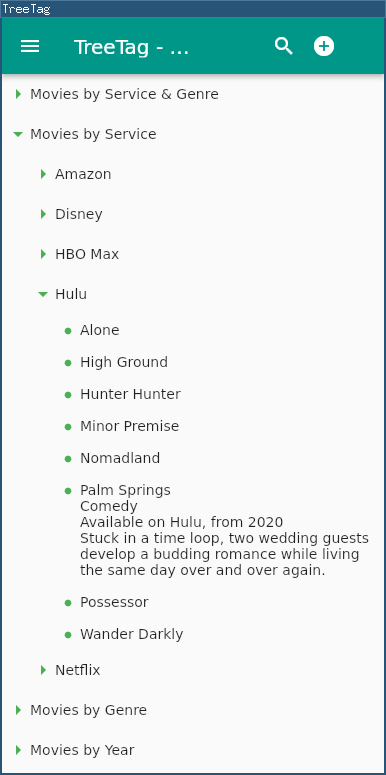 TreeTag
TreeTag - ...
Movies by Service & Genre
Movies by Service
Amazon
Disney
HBO Max
Hulu
Alone
High Ground
Hunter Hunter
Minor Premise
Nomadland
Palm Springs
Comedy
Available on Hulu, from 2020
Stuck in a time loop, two wedding guests
develop a budding romance while living
the same day over and over again.
Possessor
Wander Darkly
Netflix
Movies by Genre
Movies by Year